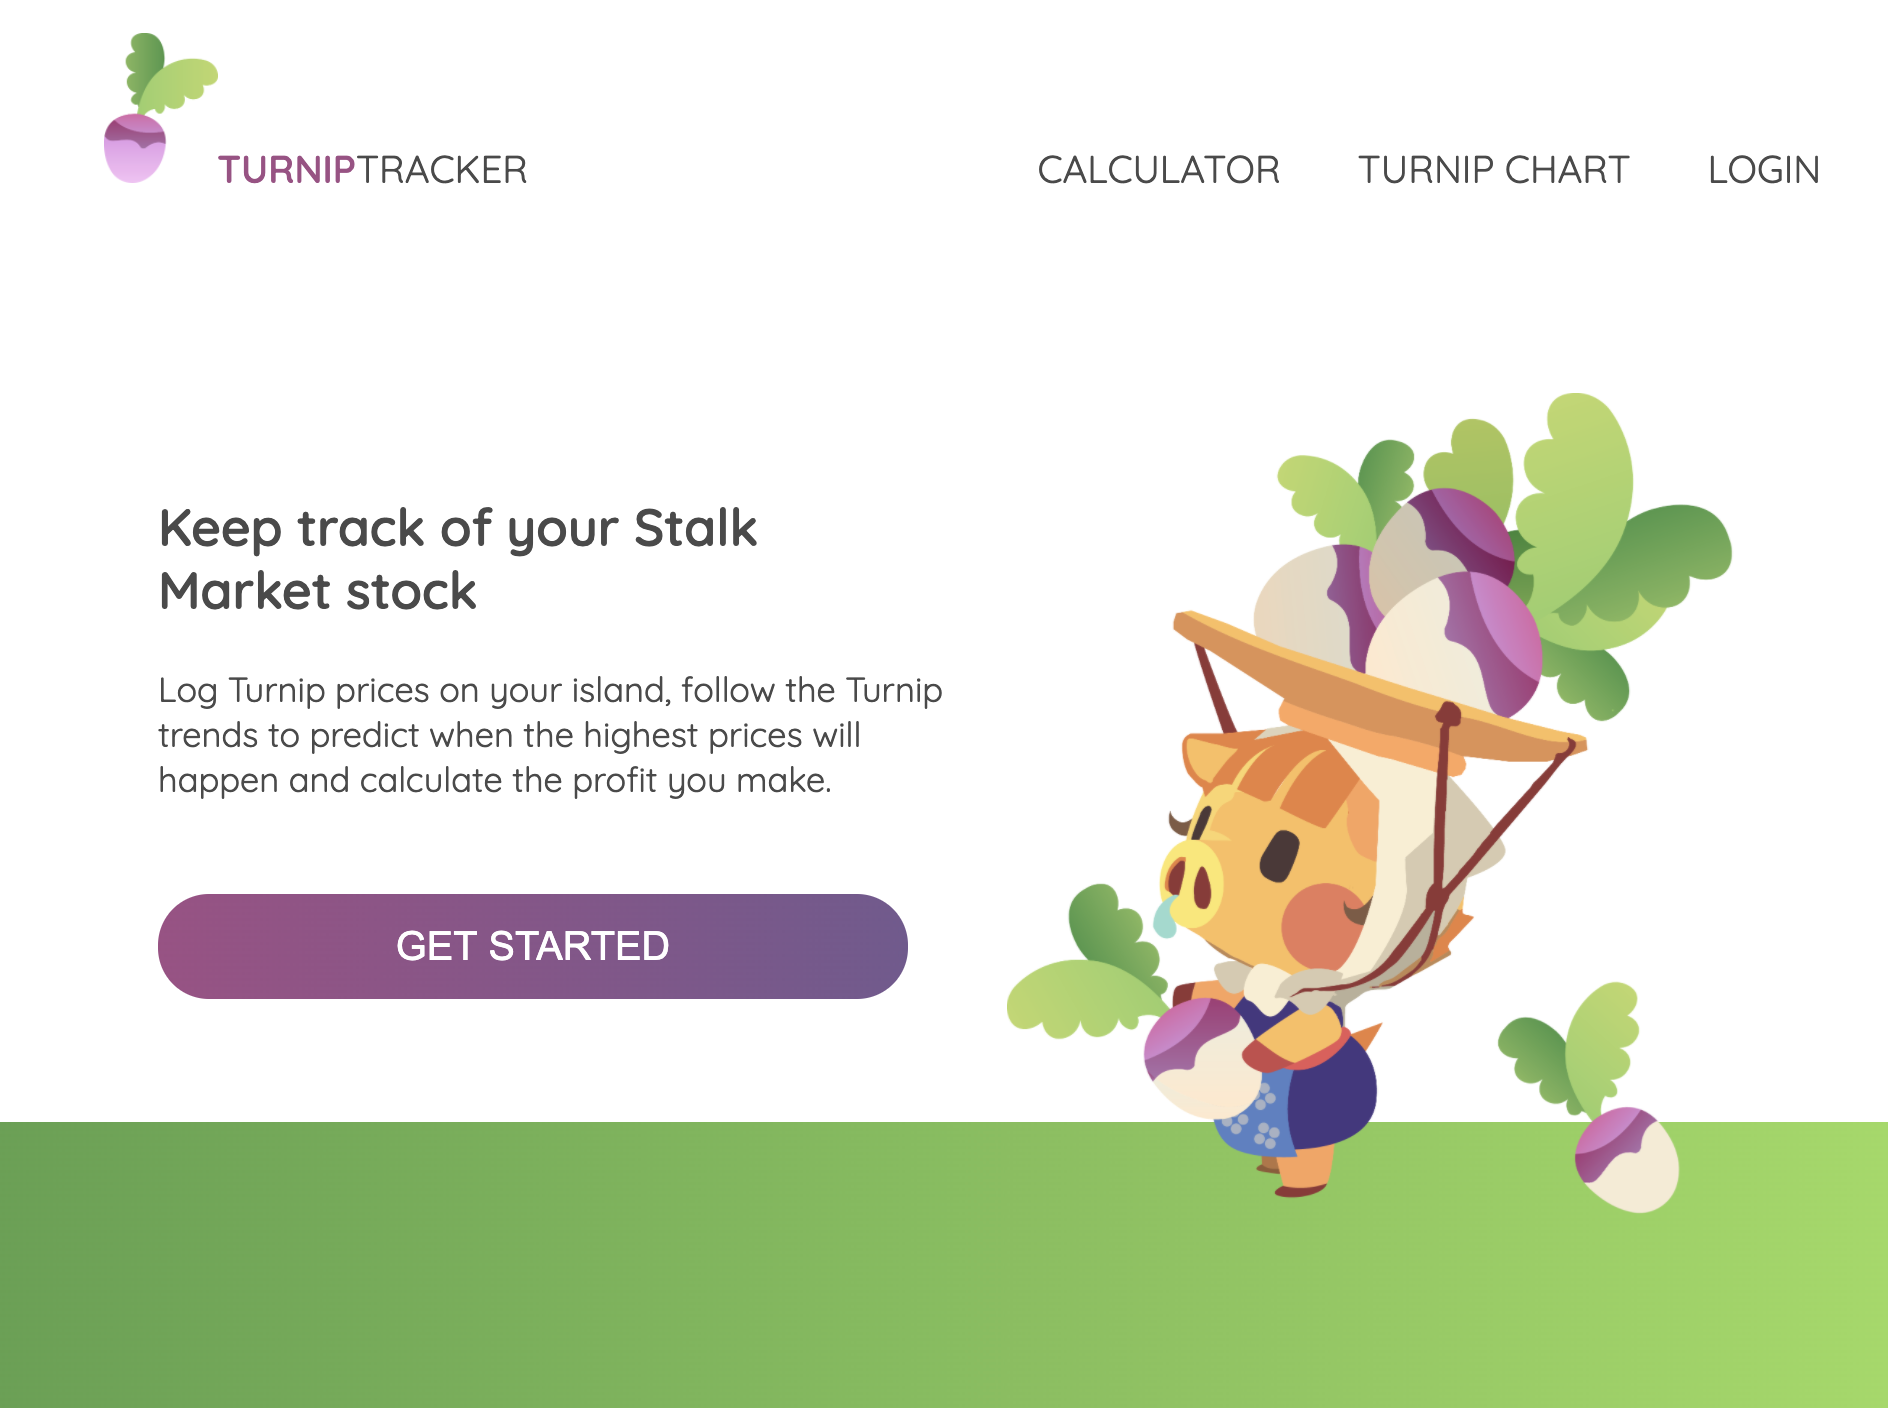 TURNIPTRACKER
CALCULATOR
TURNIP CHART
LOGIN
Keep track of your Stalk
Market stock
Log Turnip prices on your island, follow the Turnip
trends to predict when the highest prices will
happen and calculate the profit you make.
GET STARTED